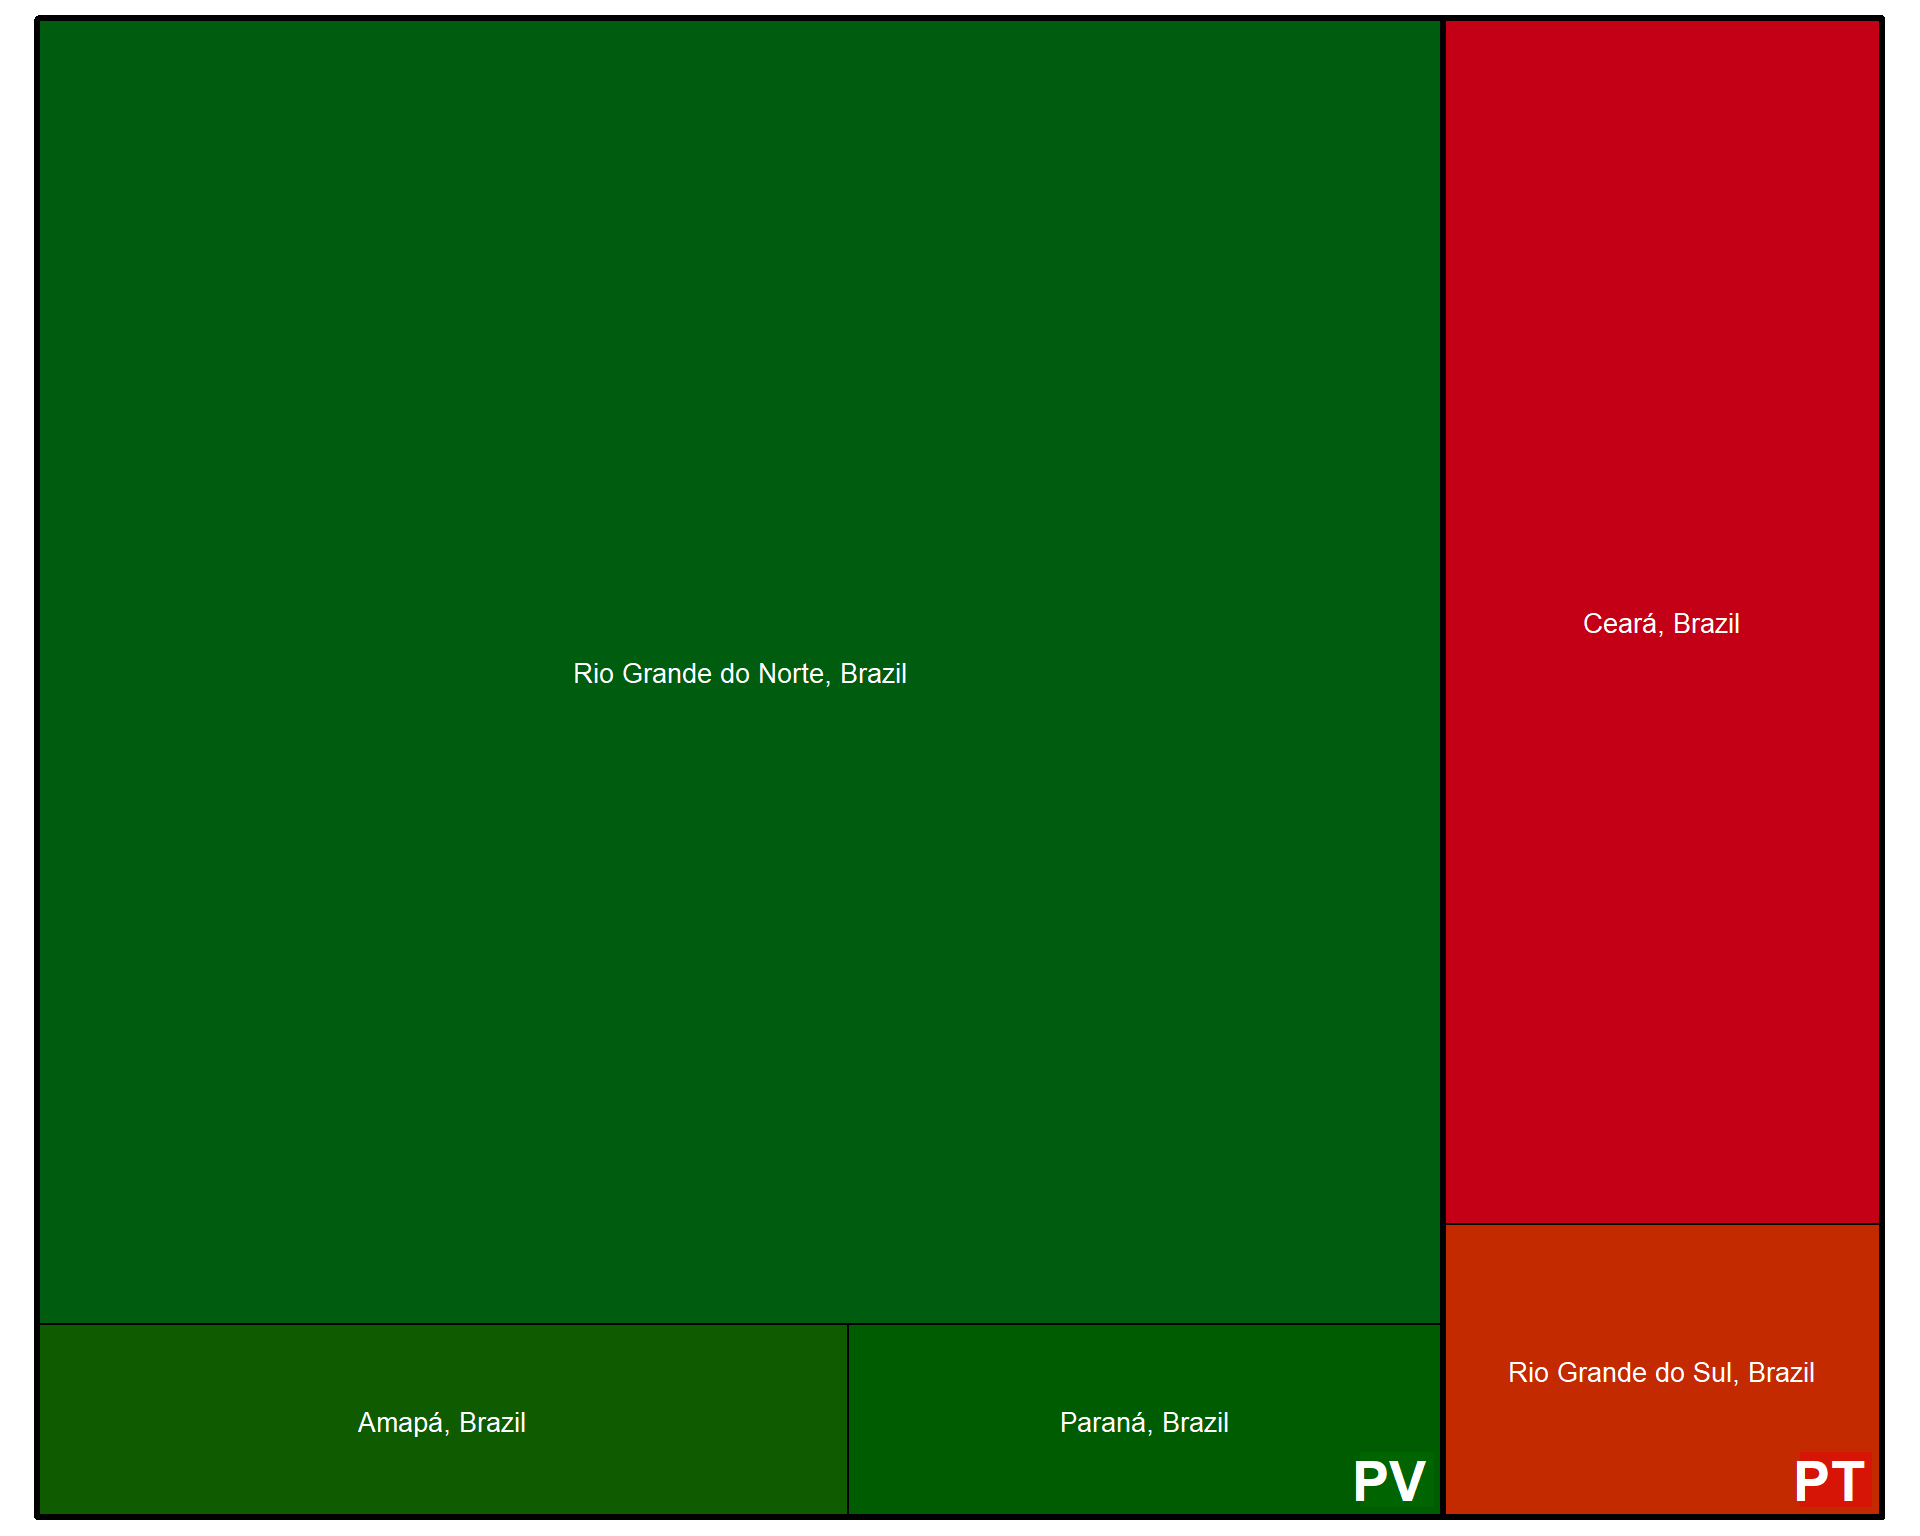 Rio Grande do Norte, Brazil
Ceará, Brazil
Amapá, Brazil
Paraná, Brazil
PV
Rio Grande do Sul, Brazil
PT